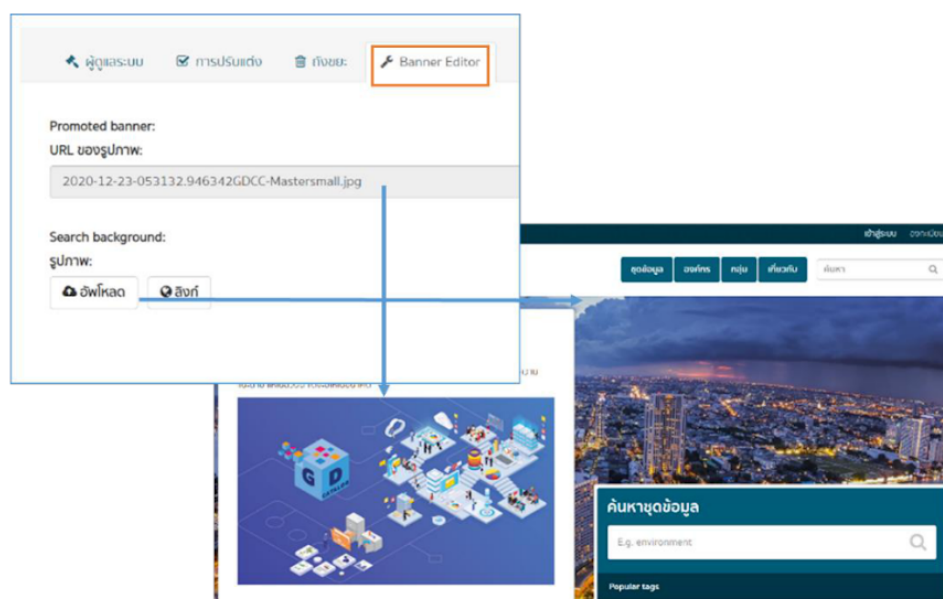 ผู้ดูแลระบบ การปรับแต่ง ถังขยะ Banner Editor
Promoted banner:
URL ของรูปภาพ:
2020-12-23-053132.946342GDCC-Mastersmall.jpg
Search background:
รูปภาพ:
อัพโหลด ลิงก์
เข้าสู่ระบบ
ชุดข้อมูล องค์กร กลุ่ม เกี่ยวกับ ค้นหา
GD
CATALOG
ค้นหาชุดข้อมูล
E.g. environment
Popular tags